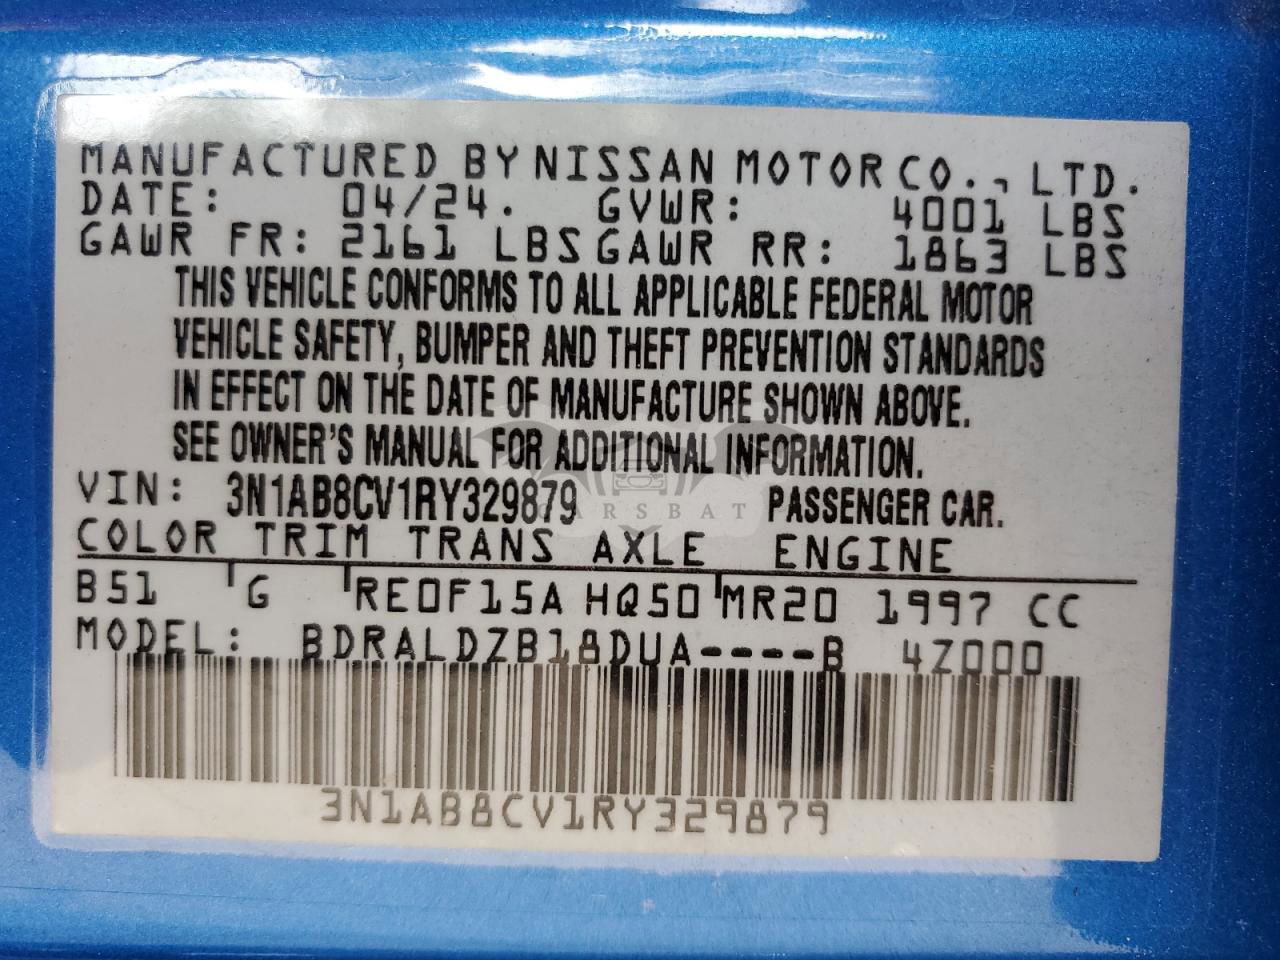 MANUFACTURED BY NISSAN MOTOR CO., LTD.
DATE: 04/24. GVWR: 4001 LBS
GAWR FR: 2161 LBS GAWR RR: 1863 LBS
THIS VEHICLE CONFORMS TO ALL APPLICABLE FEDERAL MOTOR
VEHICLE SAFETY, BUMPER AND THEFT PREVENTION STANDARDS
IN EFFECT ON THE DATE OF MANUFACTURE SHOWN ABOVE.
SEE OWNER'S MANUAL FOR ADDITIONAL INFORMATION.
VIN: 3N1AB8CV1RY329879 PASSENGER CAR.
CARSBAT
COLOR TRIM TRANS AXLE ENGINE
B51 G RE0F15A HQ50 MR20 1997 CC
MODEL: BDRALDZB18DUA----B 4Z000
3N1AB8CV1RY329879